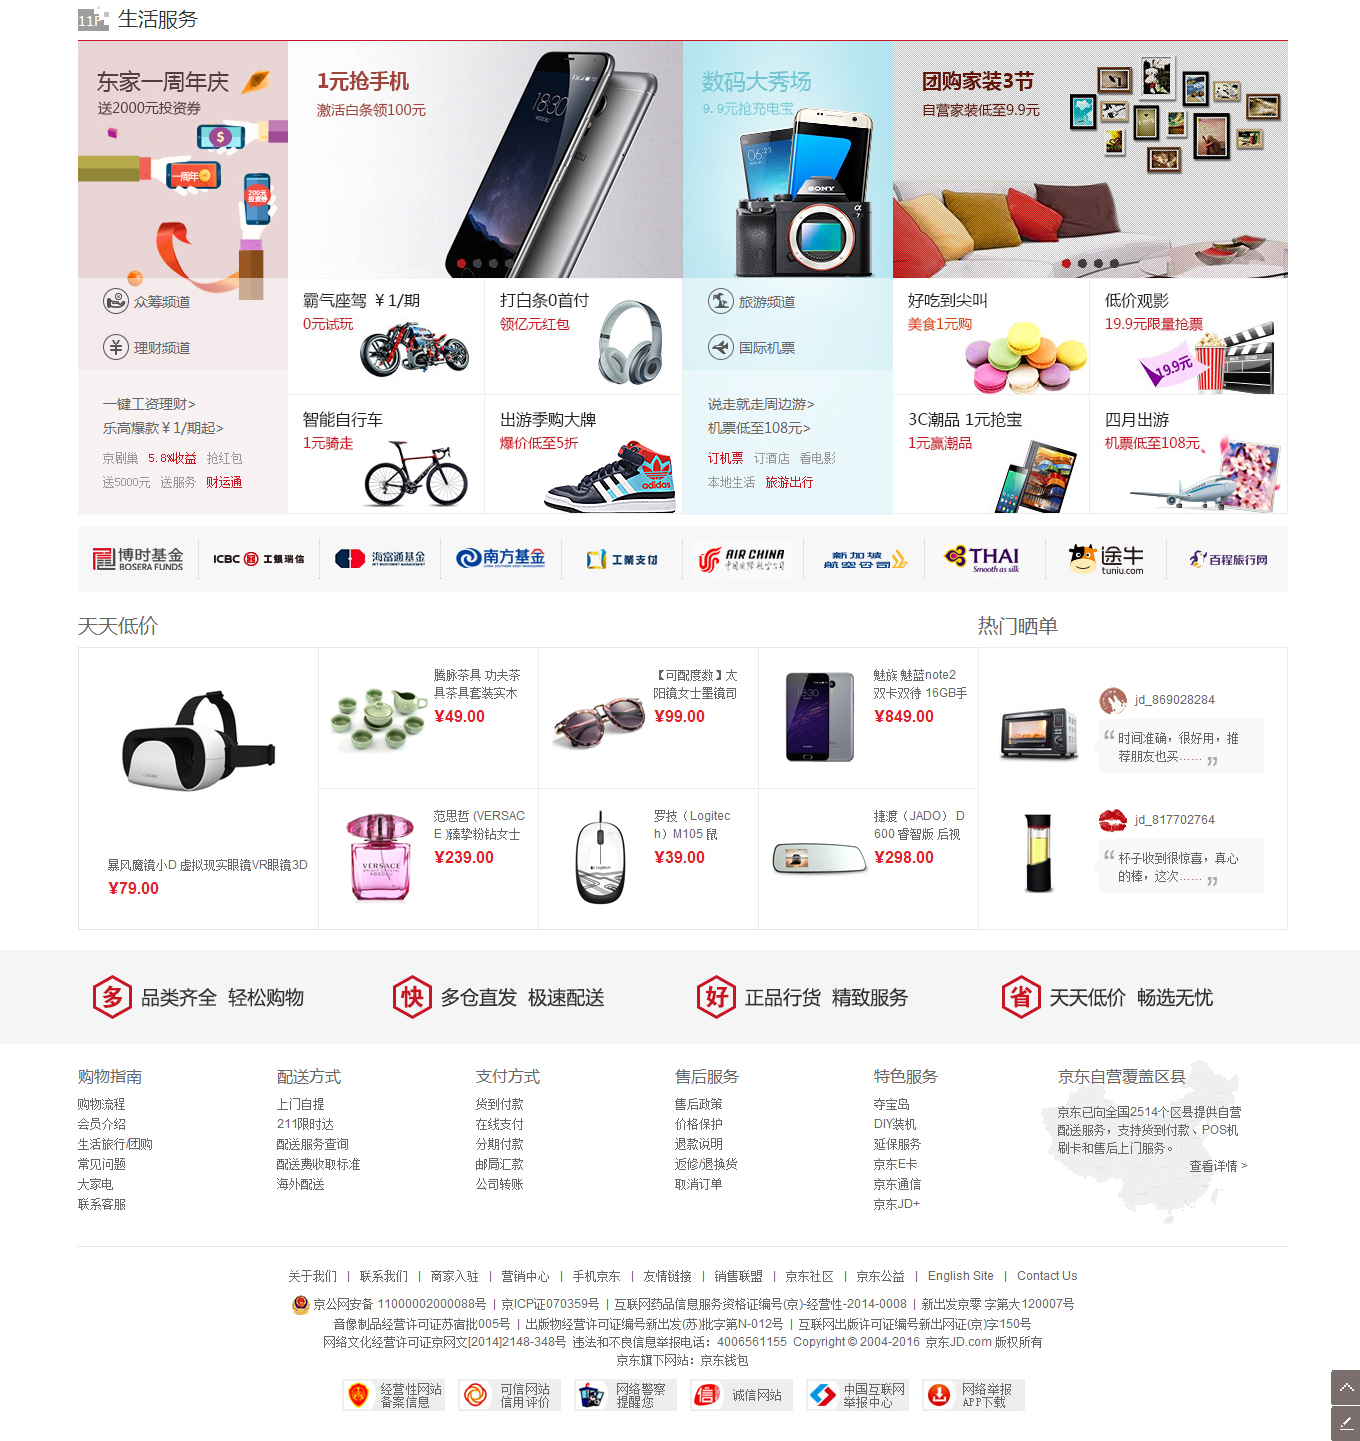 11F 生活服务
东家一周年庆
送2000元投资券
一周年
200元
投资券
1元抢手机
激活白条领100元
18:30
数码大秀场
9.9元抢充电宝
06:23
SONY
α
7
团购家装3节
自营家装低至9.9元
众筹频道
理财频道
一键工资理财>
乐高爆款￥1/期起>
京剧巢 5.8%收益 抢红包
送5000元 送服务 财运通
霸气座驾 ￥1/期
0元试玩
打白条0首付
领亿元红包
智能自行车
1元骑走
出游季购大牌
爆价低至5折
adidas
旅游频道
国际机票
说走就走周边游>
机票低至108元>
订机票 订酒店 看电影
本地生活 旅游出行
好吃到尖叫
美食1元购
低价观影
19.9元限量抢票
19.9元
3C潮品 1元抢宝
1元赢潮品
四月出游
机票低至108元
博时基金
BOSERA FUNDS
ICBC 工银瑞信
海富通基金
南方基金
工業支付
AIR CHINA
中国国际航空公司
新加坡
航空公司
THAI
Smooth as silk
途牛
tuniu.com
百程旅行网
天天低价
热门晒单
暴风魔镜小D 虚拟现实眼镜VR眼镜3D
¥79.00
腾脉茶具 功夫茶
具茶具套装实木
¥49.00
【可配度数】太
阳镜女士墨镜司
¥99.00
魅族 魅蓝note2
双卡双待 16GB手
¥849.00
范思哲 (VERSAC
E )臻挚粉钻女士
¥239.00
VERSACE
罗技（Logitec
h）M105 鼠
¥39.00
捷渡（JADO） D
600 睿智版 后视
¥298.00
jd_869028284
时间准确，很好用，推
荐朋友也买……
jd_817702764
杯子收到很惊喜，真心
的棒，这次……
多 品类齐全 轻松购物
快 多仓直发 极速配送
好 正品行货 精致服务
省 天天低价 畅选无忧
购物指南
购物流程
会员介绍
生活旅行/团购
常见问题
大家电
联系客服
配送方式
上门自提
211限时达
配送服务查询
配送费收取标准
海外配送
支付方式
货到付款
在线支付
分期付款
邮局汇款
公司转账
售后服务
售后政策
价格保护
退款说明
返修/退换货
取消订单
特色服务
夺宝岛
DIY装机
延保服务
京东E卡
京东通信
京东JD+
京东自营覆盖区县
京东已向全国2514个区县提供自营
配送服务，支持货到付款、POS机
刷卡和售后上门服务。
查看详情 >
关于我们 | 联系我们 | 商家入驻 | 营销中心 | 手机京东 | 友情链接 | 销售联盟 | 京东社区 | 京东公益 | English Site | Contact Us
京公网安备 11000002000088号 | 京ICP证070359号 | 互联网药品信息服务资格证编号(京)-经营性-2014-0008 | 新出发京零 字第大120007号
音像制品经营许可证苏宿批005号 | 出版物经营许可证编号新出发(苏)批字第N-012号 | 互联网出版许可证编号新出网证(京)字150号
网络文化经营许可证京网文[2014]2148-348号 违法和不良信息举报电话：4006561155 Copyright © 2004-2016 京东JD.com 版权所有
京东旗下网站：京东钱包
经营性网站
备案信息
可信网站
信用评价
网络警察
提醒您
诚信网站
中国互联网
举报中心
网络举报
APP下载